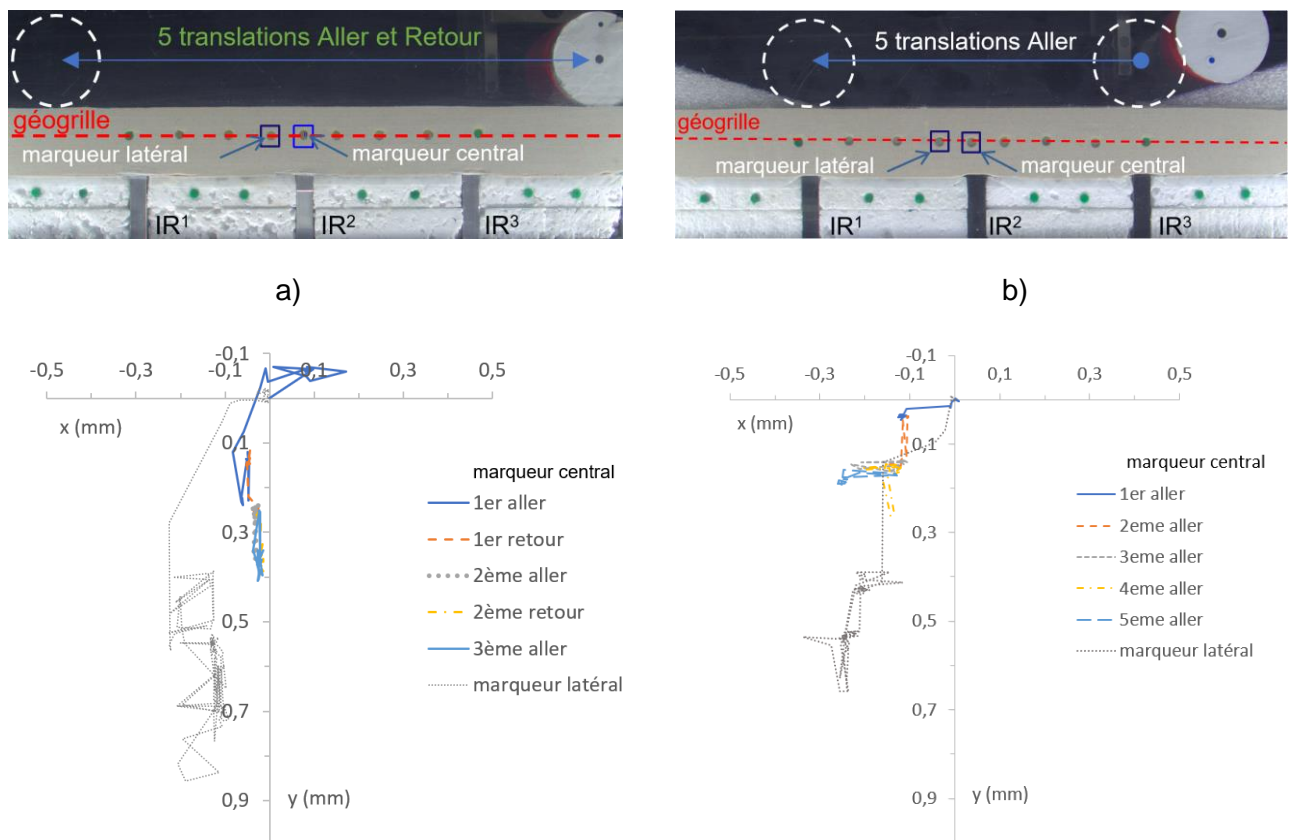 5 translations Aller et Retour
géogrille
marqueur latéral
marqueur central
IR¹
IR²
IR³
a)
5 translations Aller
géogrille
marqueur latéral
marqueur central
IR¹
IR²
IR³
b)
-0,1
-0,5
-0,3
-0,1
0,1
0,3
0,5
x (mm)
0,1
0,3
0,5
0,7
0,9
y (mm)
marqueur central
1er aller
1er retour
2ème aller
2ème retour
3ème aller
marqueur latéral
-0,1
-0,5
-0,3
-0,1
0,1
0,3
0,5
x (mm)
0,1
0,3
0,5
0,7
0,9
y (mm)
marqueur central
1er aller
2eme aller
3eme aller
4eme aller
5eme aller
marqueur latéral